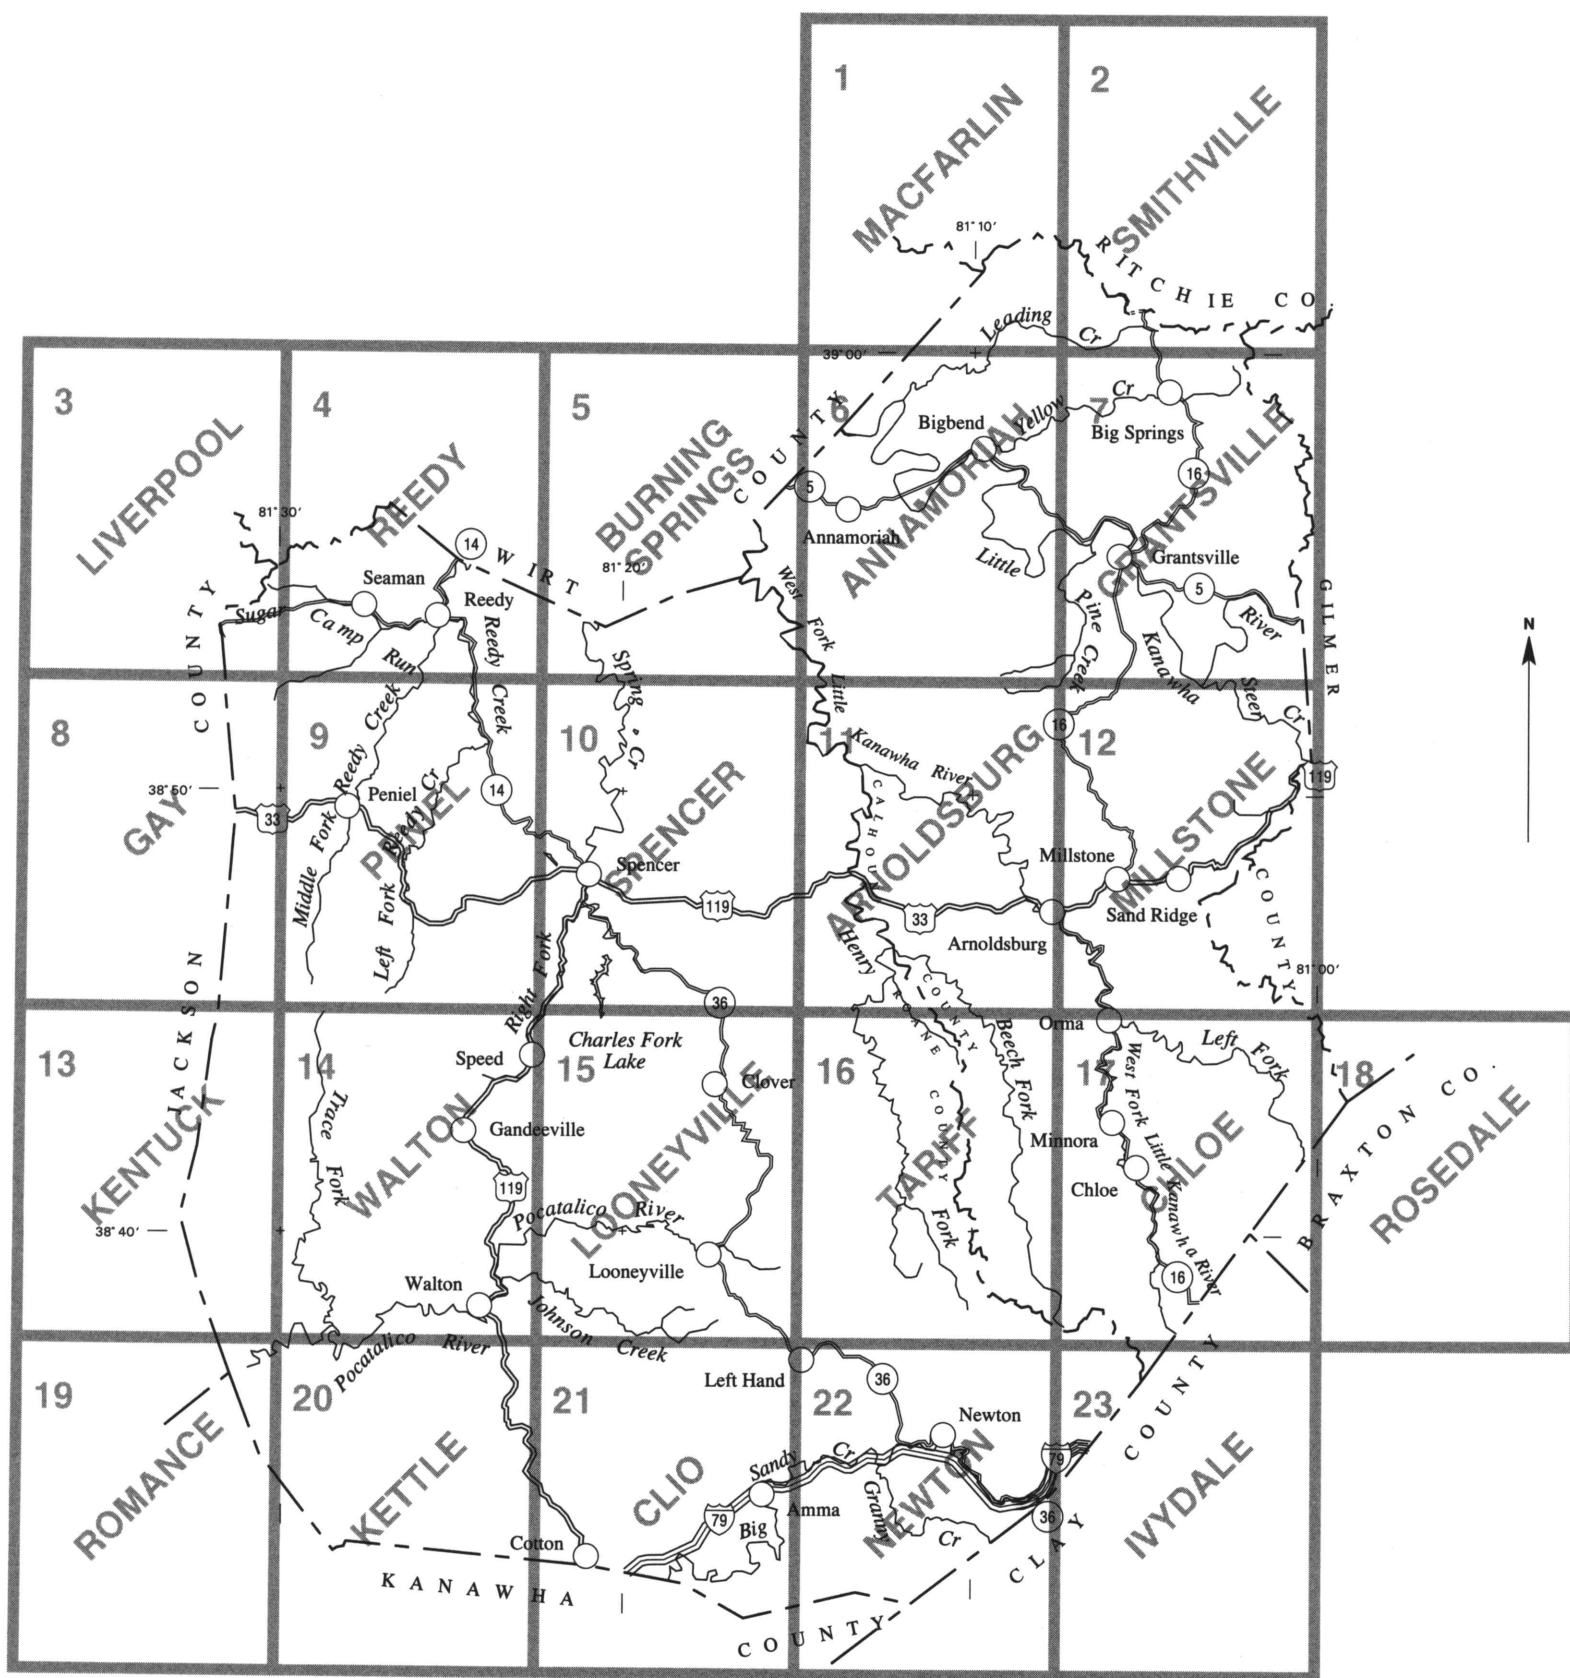 1
2
MACFARLIN
SMITHVILLE
81° 10′
RITCHIE CO.
Leading
Cr
39° 00′
3
4
5
6
7
LIVERPOOL
REEDY
BURNING
SPRINGS
COUNTY
ANNAMORIAH
GRANTSVILLE
Bigbend
Yellow
Cr
Big Springs
16
5
Annamoriah
81° 30′
14
WIRT
81° 20′
Little
Grantsville
5
River
Seaman
Reedy
Sugar
Camp
Run
Reedy
Creek
West
Fork
Little
Pine
Creek
Kanawha
Steer
Cr
GILMER
N
COUNTY
Spring
Cr
8
9
10
11
12
Reedy Creek
16
Kanawha River
119
38° 50′
33
Peniel
14
GAY
PENIEL
SPENCER
ARNOLDSBURG
MILLSTONE
Reedy Cr
Middle Fork
Left Fork
Spencer
119
CALHOUN
33
Millstone
Sand Ridge
Arnoldsburg
COUNTY
Henry
81° 00′
JACKSON
Right Fork
36
COUNTY
ROANE
COUNTY
Orma
13
14
15
16
17
18
Speed
Charles Fork
Lake
Clover
Beech Fork
Left
Fork
KENTUCK
WALTON
LOONEYVILLE
TARIFF
CHLOE
ROSEDALE
Trace
Fork
Gandeeville
119
Minnora
Chloe
West Fork Little Kanawha River
BRAXTON CO.
38° 40′
Pocatalico River
Looneyville
Fork
16
Walton
Johnson
Creek
Pocatalico River
19
20
21
22
23
Left Hand
36
Newton
COUNTY
ROMANCE
KETTLE
CLIO
NEWTON
IVYDALE
Sandy
Cr
79
79
Amma
Big
Granny
Cr
36
Cotton
KANAWHA
COUNTY
CLAY